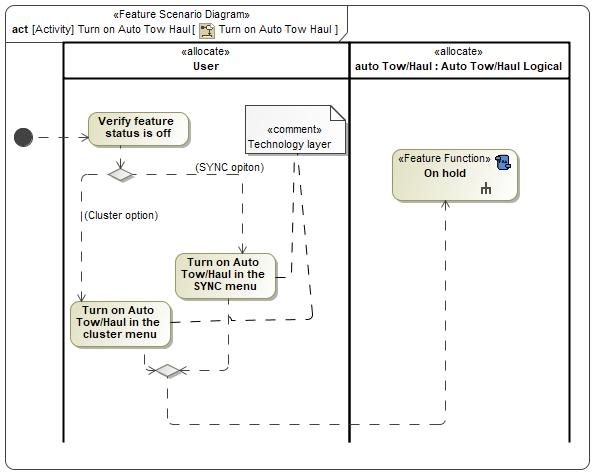 «Feature Scenario Diagram»
act [Activity] Turn on Auto Tow Haul[ Turn on Auto Tow Haul ]
«allocate»
User
«allocate»
auto Tow/Haul : Auto Tow/Haul Logical
Verify feature
status is off
«comment»
Technology layer
(SYNC opiton)
(Cluster option)
«Feature Function»
On hold
Turn on Auto
Tow/Haul in the
SYNC menu
Turn on Auto
Tow/Haul in the
cluster menu